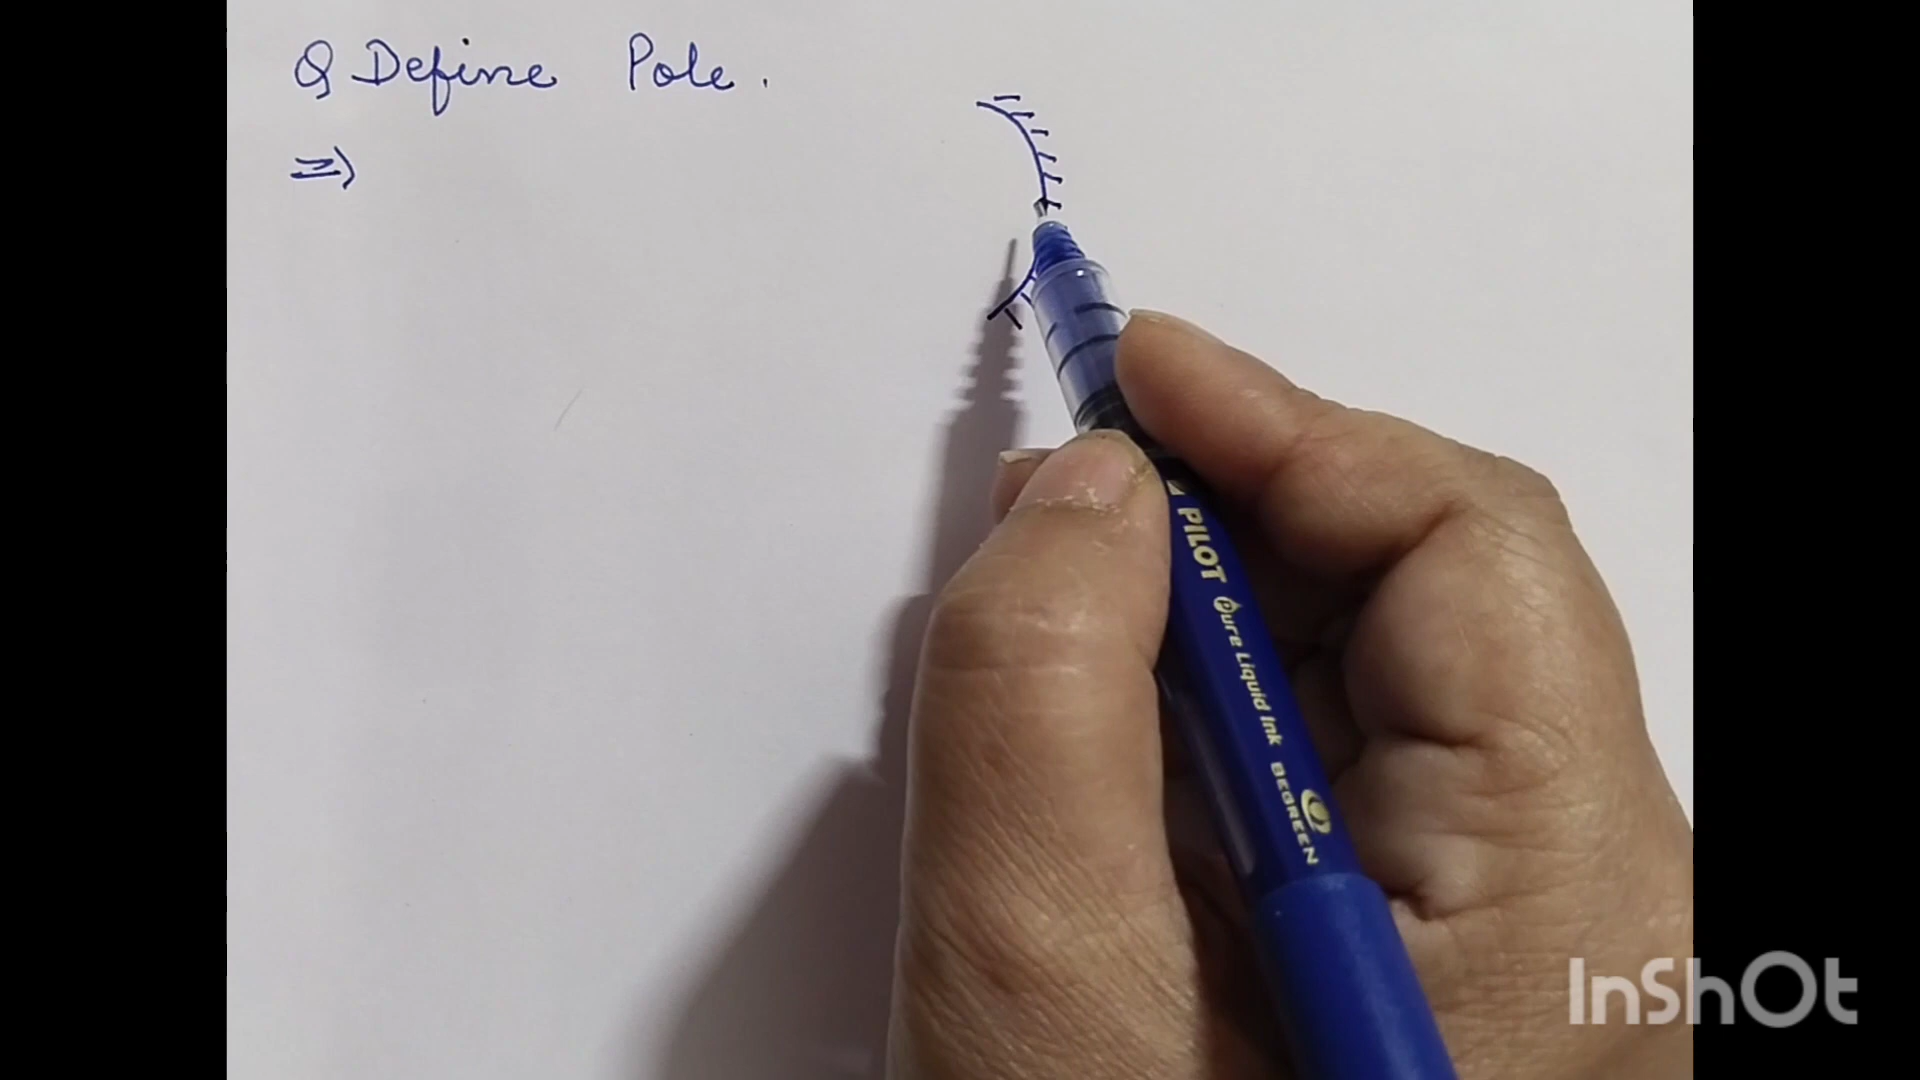 Q Define Pole.
⇒
PILOT
Pure Liquid Ink
BEGREEN
InShOt